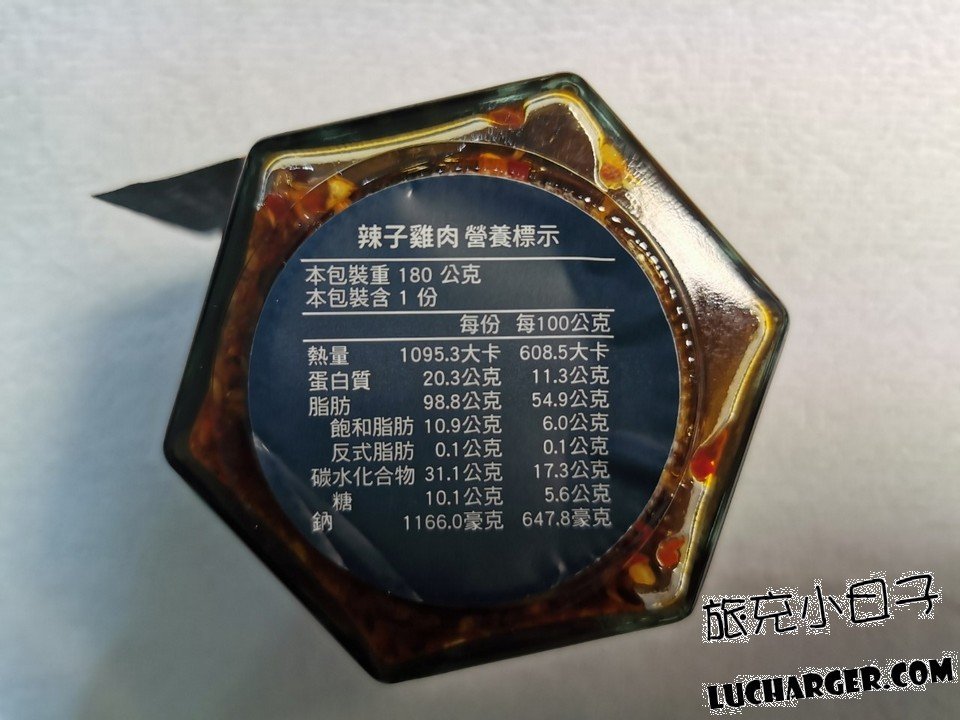 辣子雞肉 營養標示
本包裝重 180 公克
本包裝含 1 份
每份 每100公克
熱量 1095.3大卡 608.5大卡
蛋白質 20.3公克 11.3公克
脂肪 98.8公克 54.9公克
飽和脂肪 10.9公克 6.0公克
反式脂肪 0.1公克 0.1公克
碳水化合物 31.1公克 17.3公克
糖 10.1公克 5.6公克
鈉 1166.0毫克 647.8毫克
旅充小日子
LUCHARGER.COM